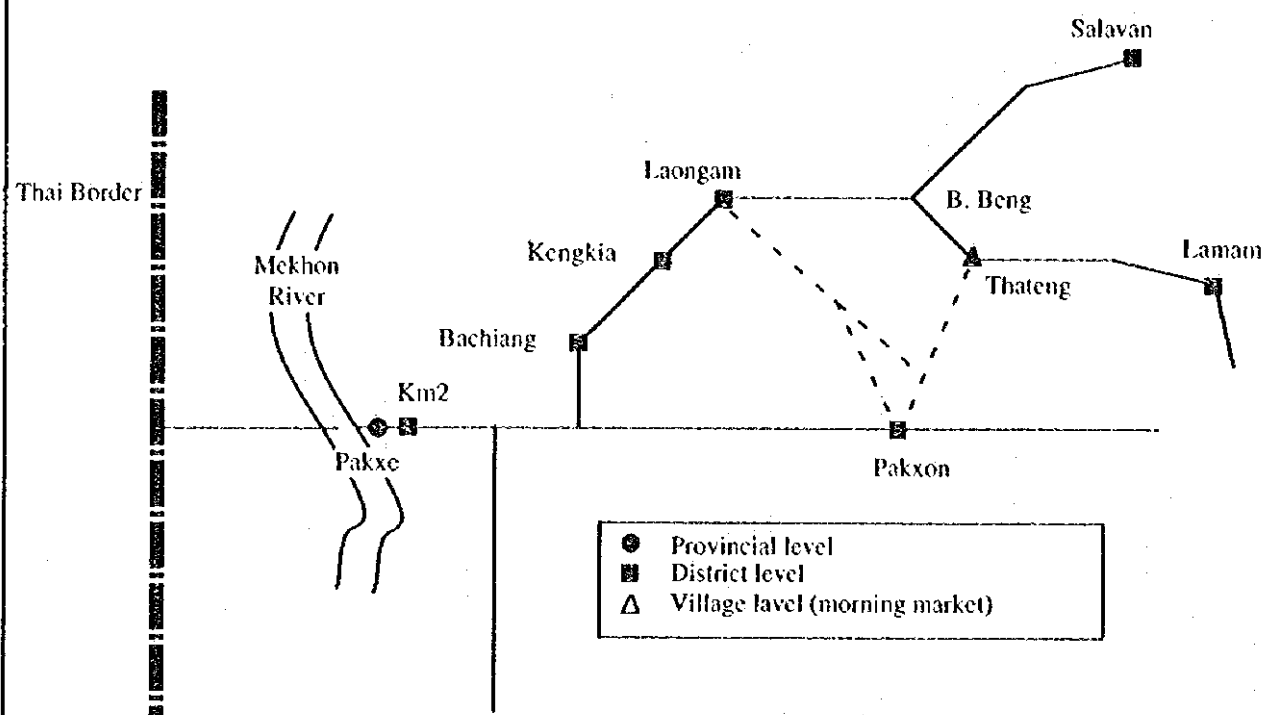 Salavan
Laongam
Thai Border
B. Beng
Kengkia
Lamam
Mekhon
River
Thateng
Bachiang
Km2
Pakxe
Pakxon
Provincial level
District level
Village lavel (morning market)